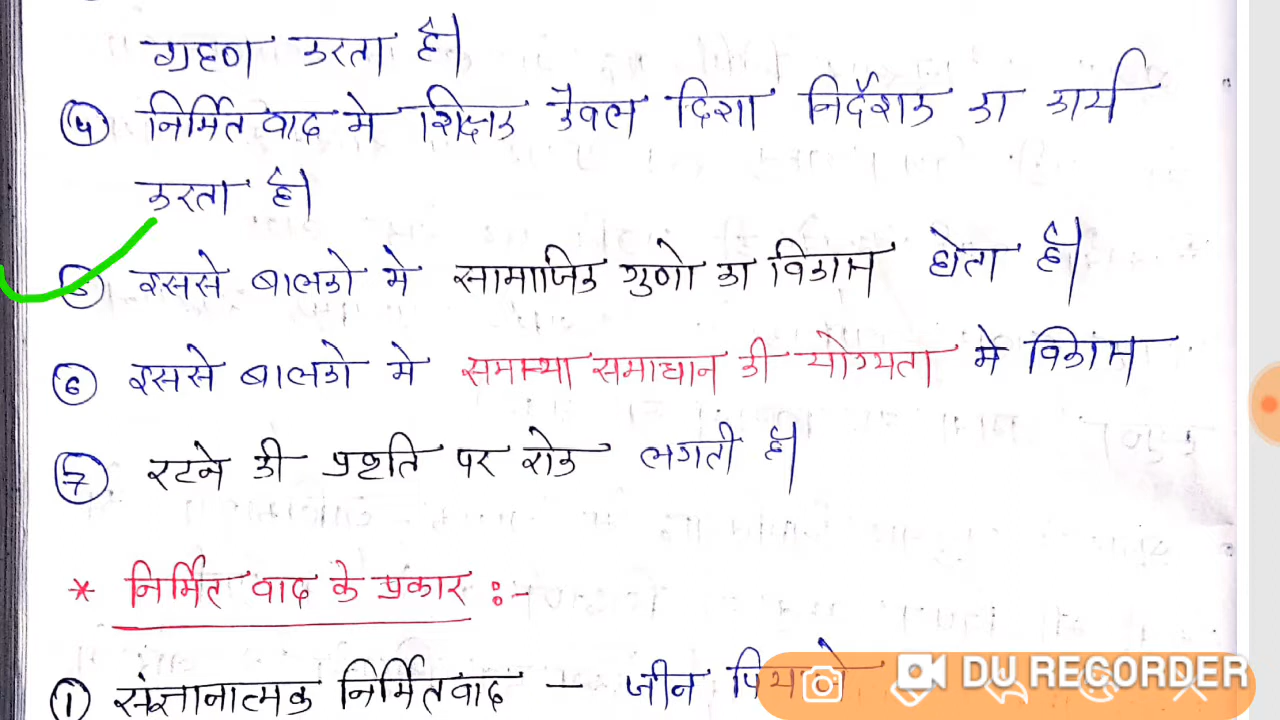 ग्रहण करता है।
④ निर्मितवाद मे शिक्षक केवल दिशा निर्देशक का कार्य
करता है।
⑤ इससे बालको मे सामाजिक गुणो का विकास होता है।
⑥ इससे बालको मे समस्या समाधान की योग्यता मे विकास
⑦ रटने की प्रवृति पर रोक लगती है।
* निर्मित वाद के प्रकार :-
① संज्ञानात्मक निर्मितवाद - जीन पियाजे
DU RECORDER